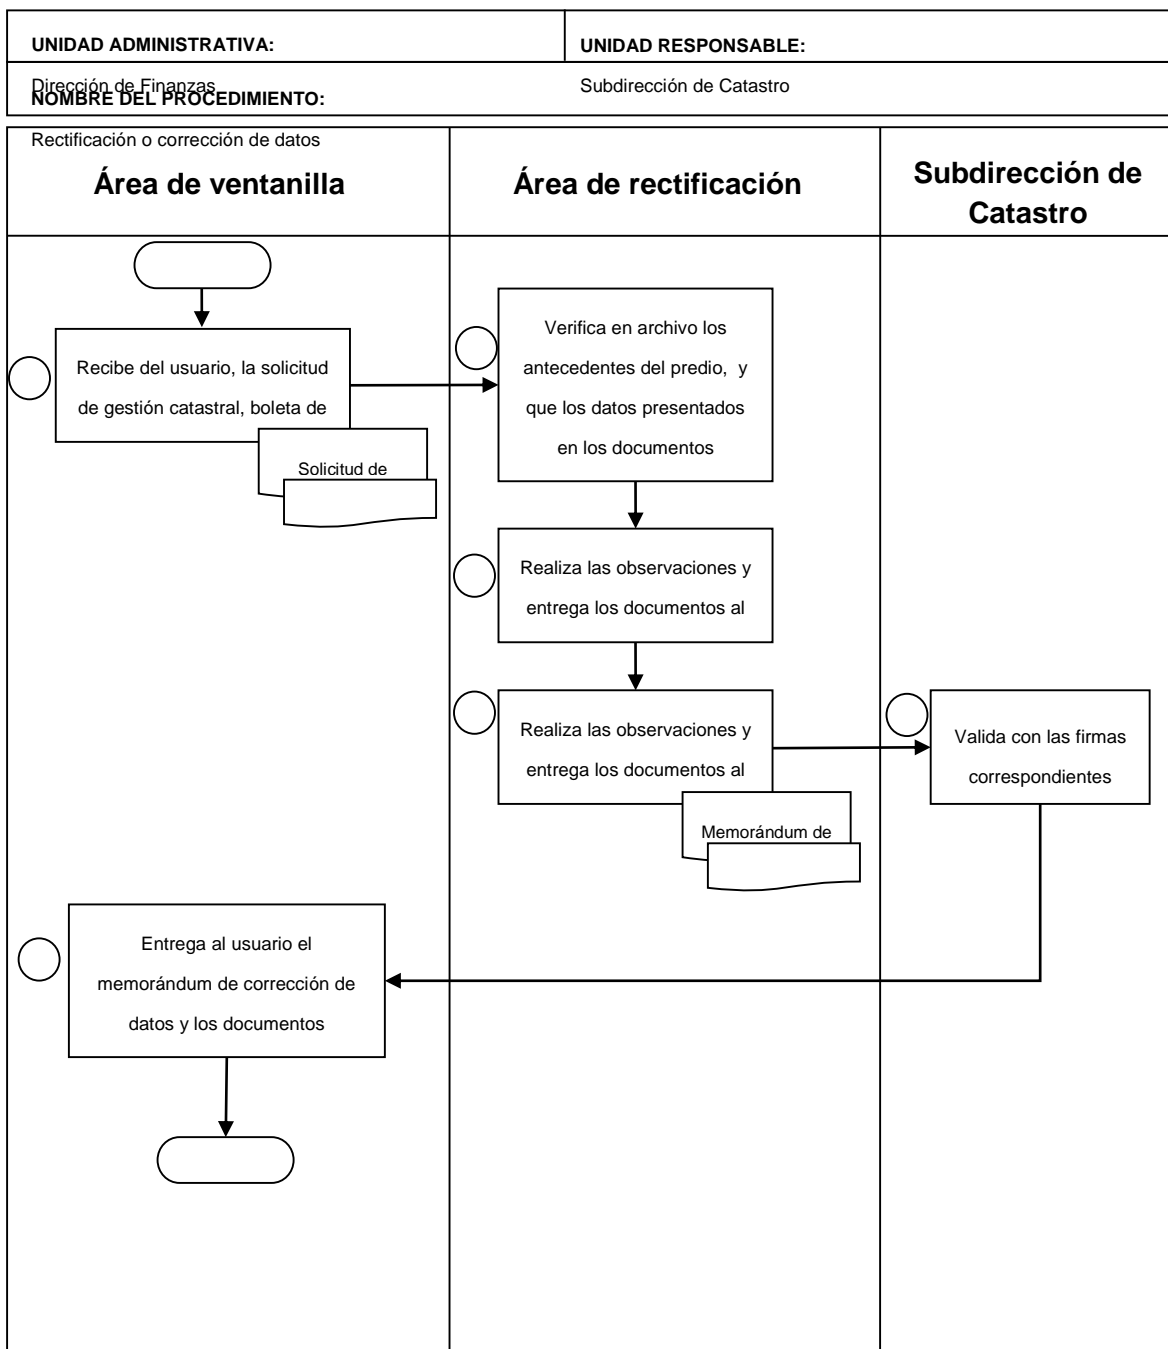 UNIDAD ADMINISTRATIVA:
UNIDAD RESPONSABLE:
Dirección de Finanzas
Subdirección de Catastro
NOMBRE DEL PROCEDIMIENTO:
Rectificación o corrección de datos
Área de ventanilla
Área de rectificación
Subdirección de
Catastro
Recibe del usuario, la solicitud
de gestión catastral, boleta de
Solicitud de
Verifica en archivo los
antecedentes del predio, y
que los datos presentados
en los documentos
Realiza las observaciones y
entrega los documentos al
Realiza las observaciones y
entrega los documentos al
Memorándum de
Valida con las firmas
correspondientes
Entrega al usuario el
memorándum de corrección de
datos y los documentos